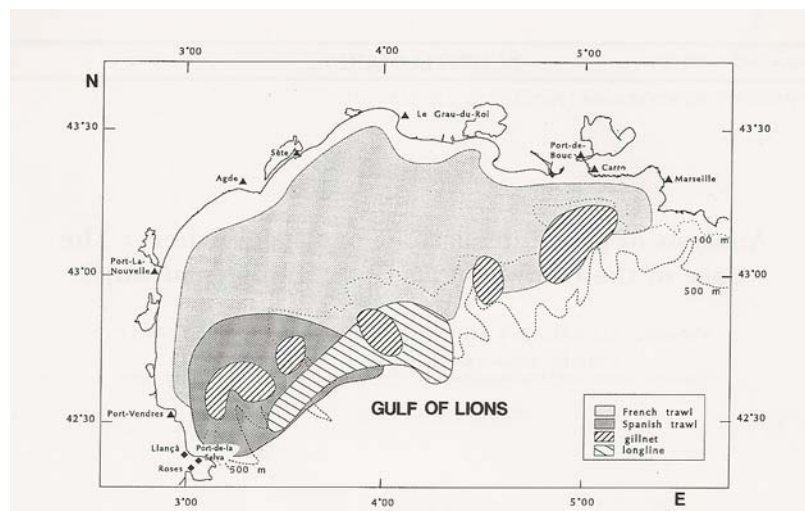 3°00 4°00 5°00
N
43°30 43°30
Le Grau-du-Roi
Sète
Port-de-
Bouc
Carro
Agde
Marseille
100 m
Port-La-
Nouvelle
43°00 43°00
500 m
GULF OF LIONS
Port-Vendres
42°30 42°30
French trawl
Spanish trawl
gillnet
longline
Llançà
Port-de-la
Selva
Roses
500 m
3°00 4°00 5°00
E